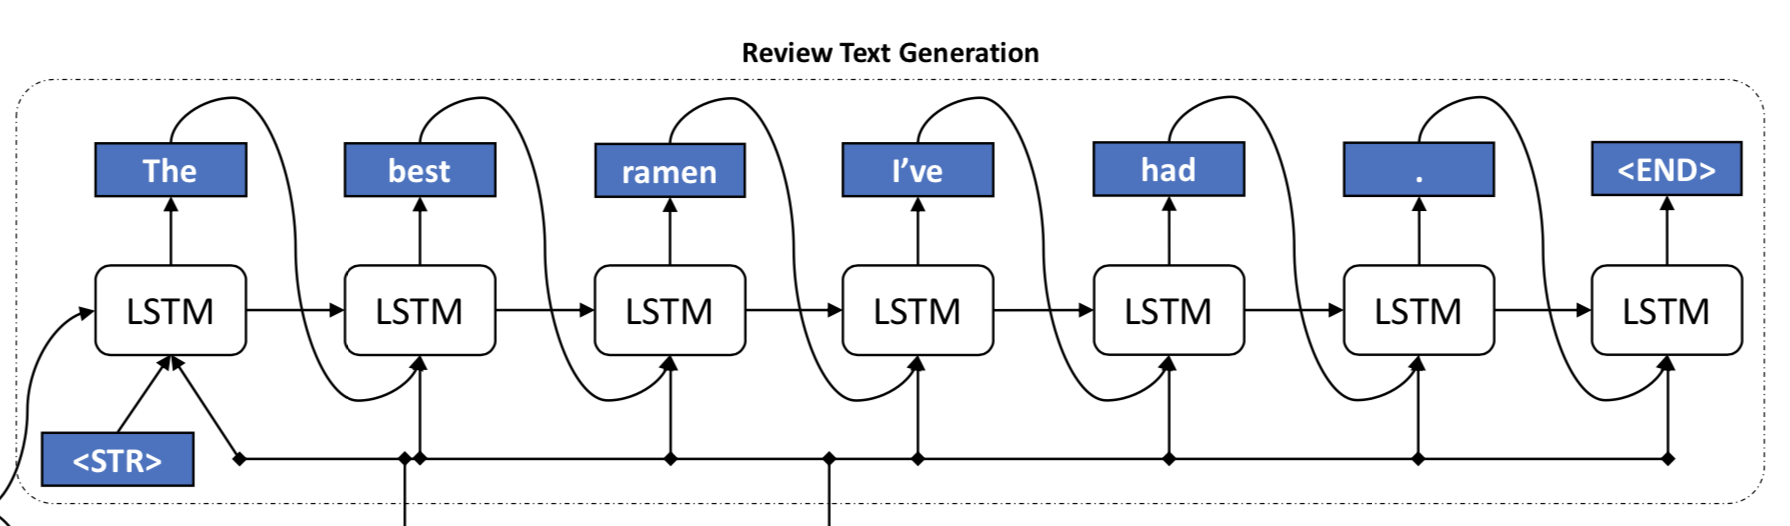 Review Text Generation
The best ramen I’ve had . <END>
LSTM LSTM LSTM LSTM LSTM LSTM LSTM
<STR>